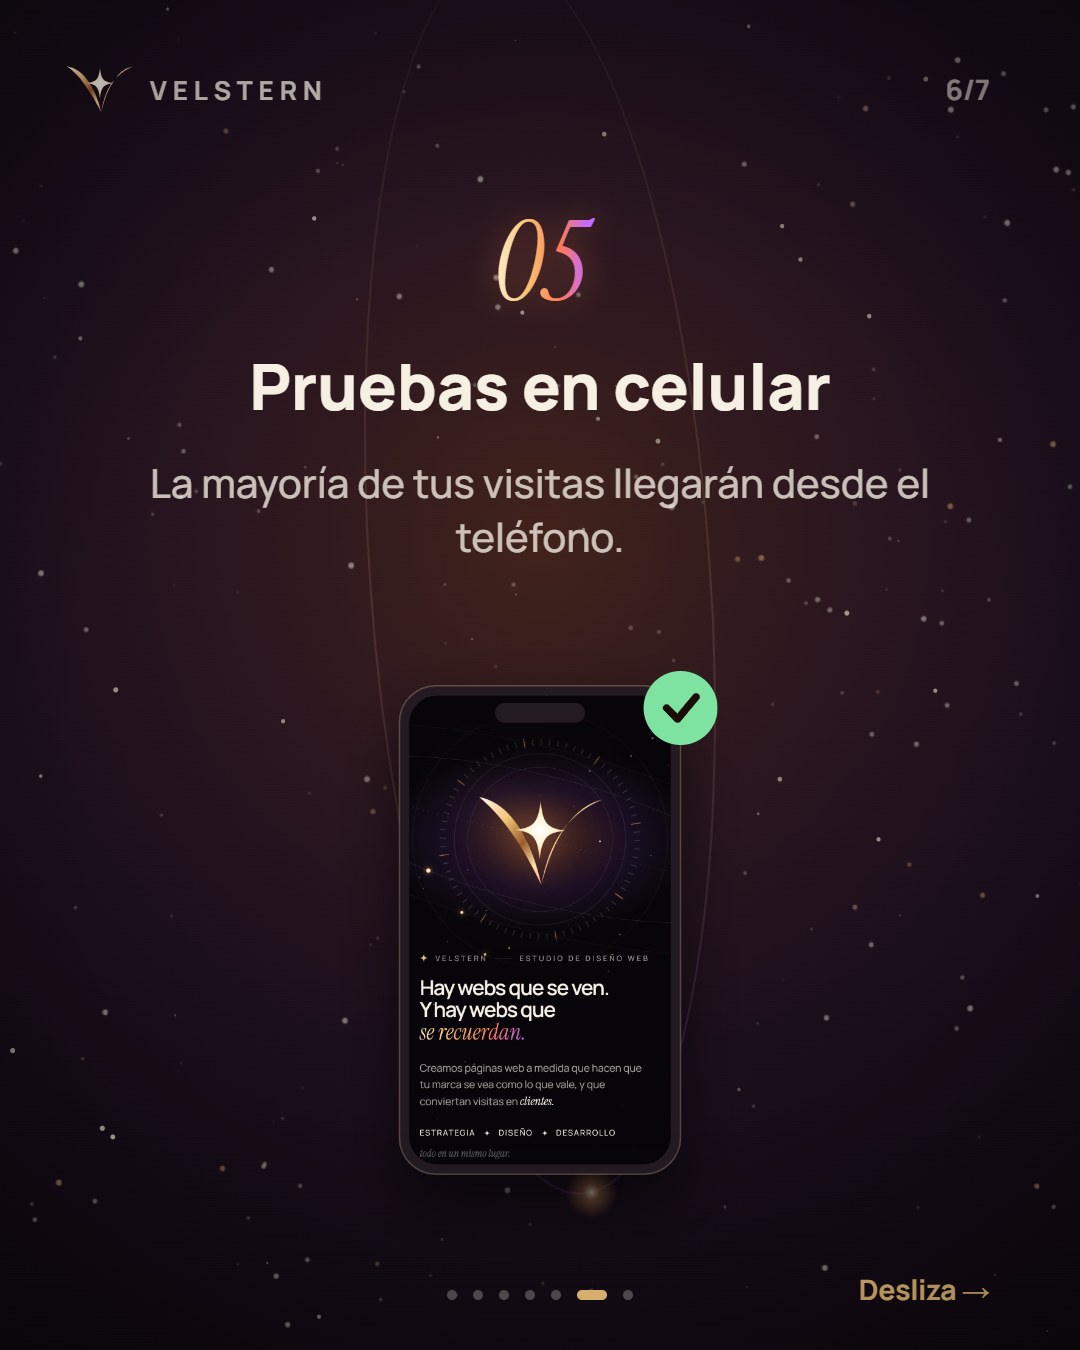 VELSTERN
6/7
05
Pruebas en celular
La mayoría de tus visitas llegarán desde el
teléfono.
VELSTERN — ESTUDIO DE DISEÑO WEB
Hay webs que se ven.
Y hay webs que
se recuerdan.
Creamos páginas web a medida que hacen que
tu marca se vea como lo que vale, y que
conviertan visitas en clientes.
ESTRATEGIA ✦ DISEÑO ✦ DESARROLLO
todo en un mismo lugar.
Desliza →